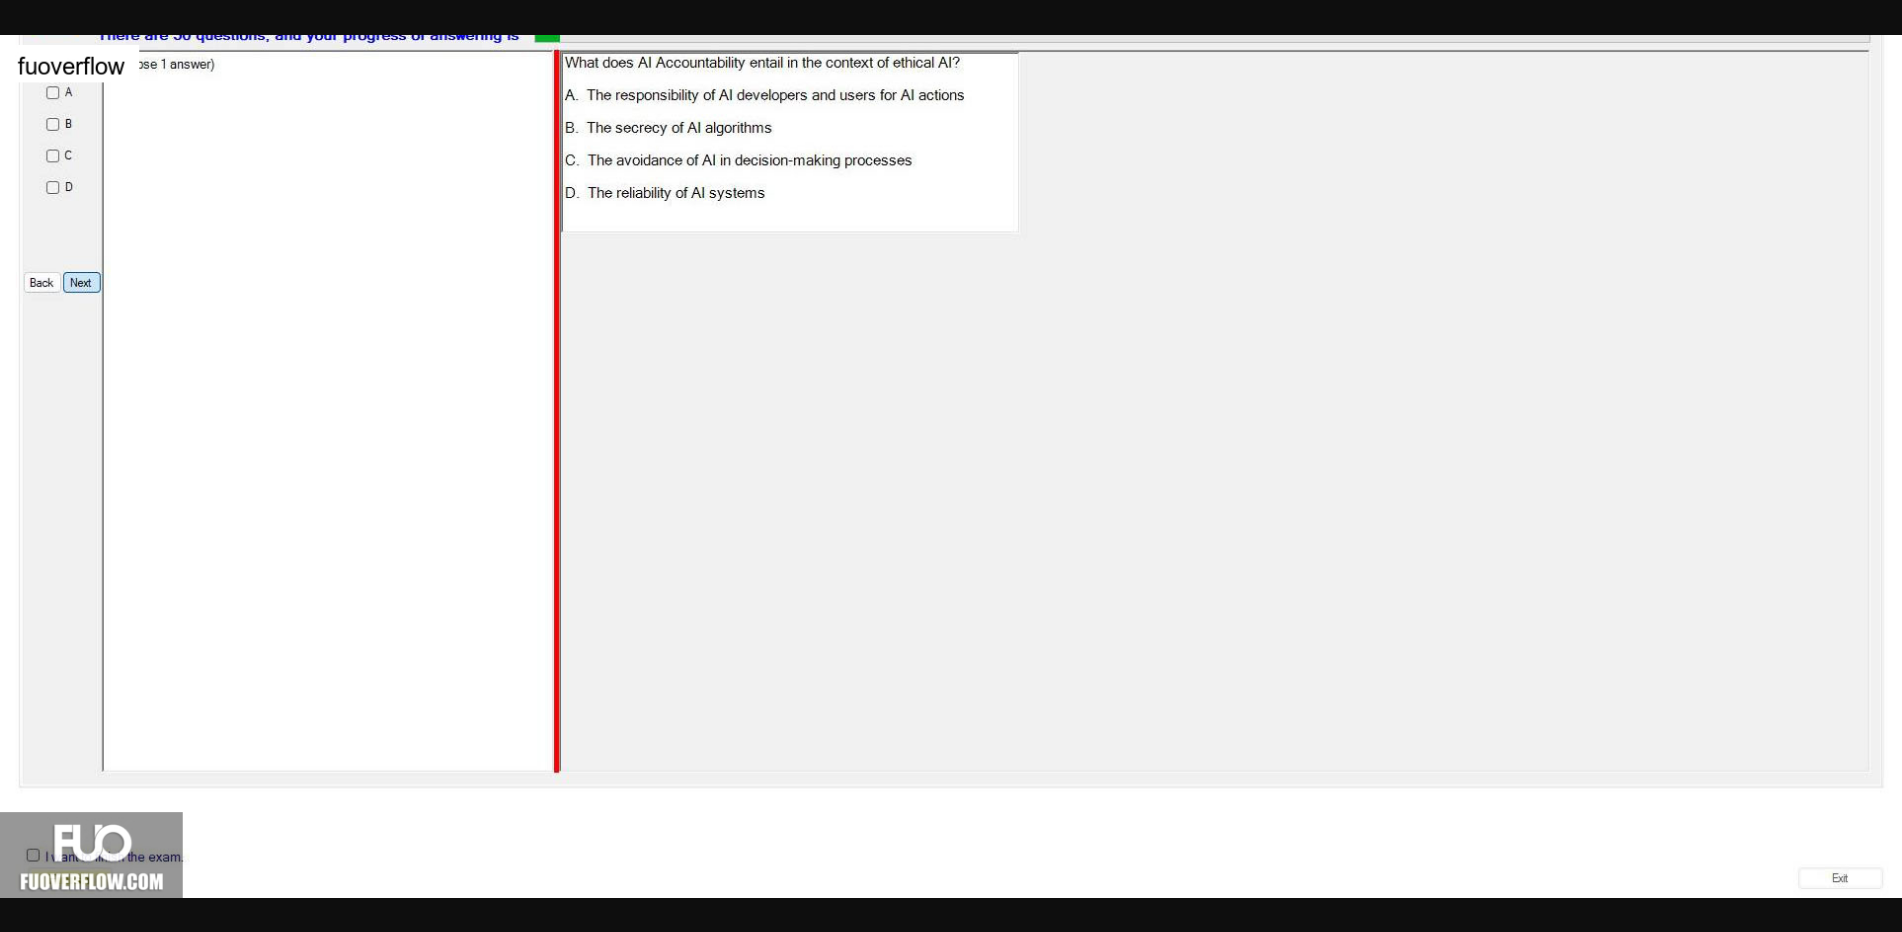 There are 50 questions, and your progress of answering is
fuoverflow
ose 1 answer)
A
B
C
D
Back
Next
What does AI Accountability entail in the context of ethical AI?
A. The responsibility of AI developers and users for AI actions
B. The secrecy of AI algorithms
C. The avoidance of AI in decision-making processes
D. The reliability of AI systems
FUO
I want the exam.
FUOVERFLOW.COM
Exit